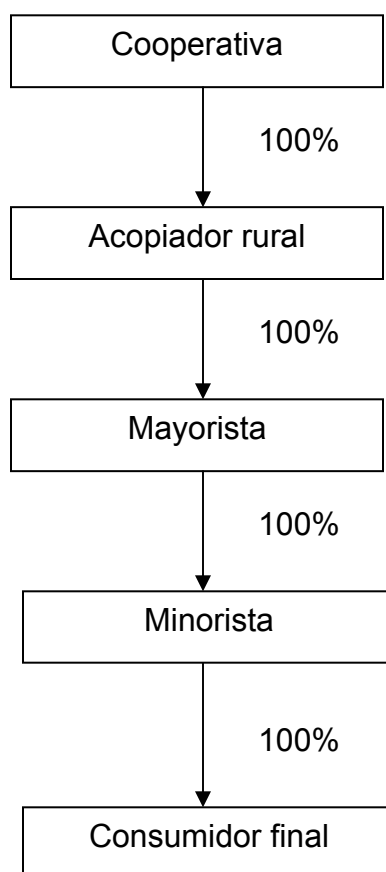 Cooperativa
100%
Acopiador rural
100%
Mayorista
100%
Minorista
100%
Consumidor final